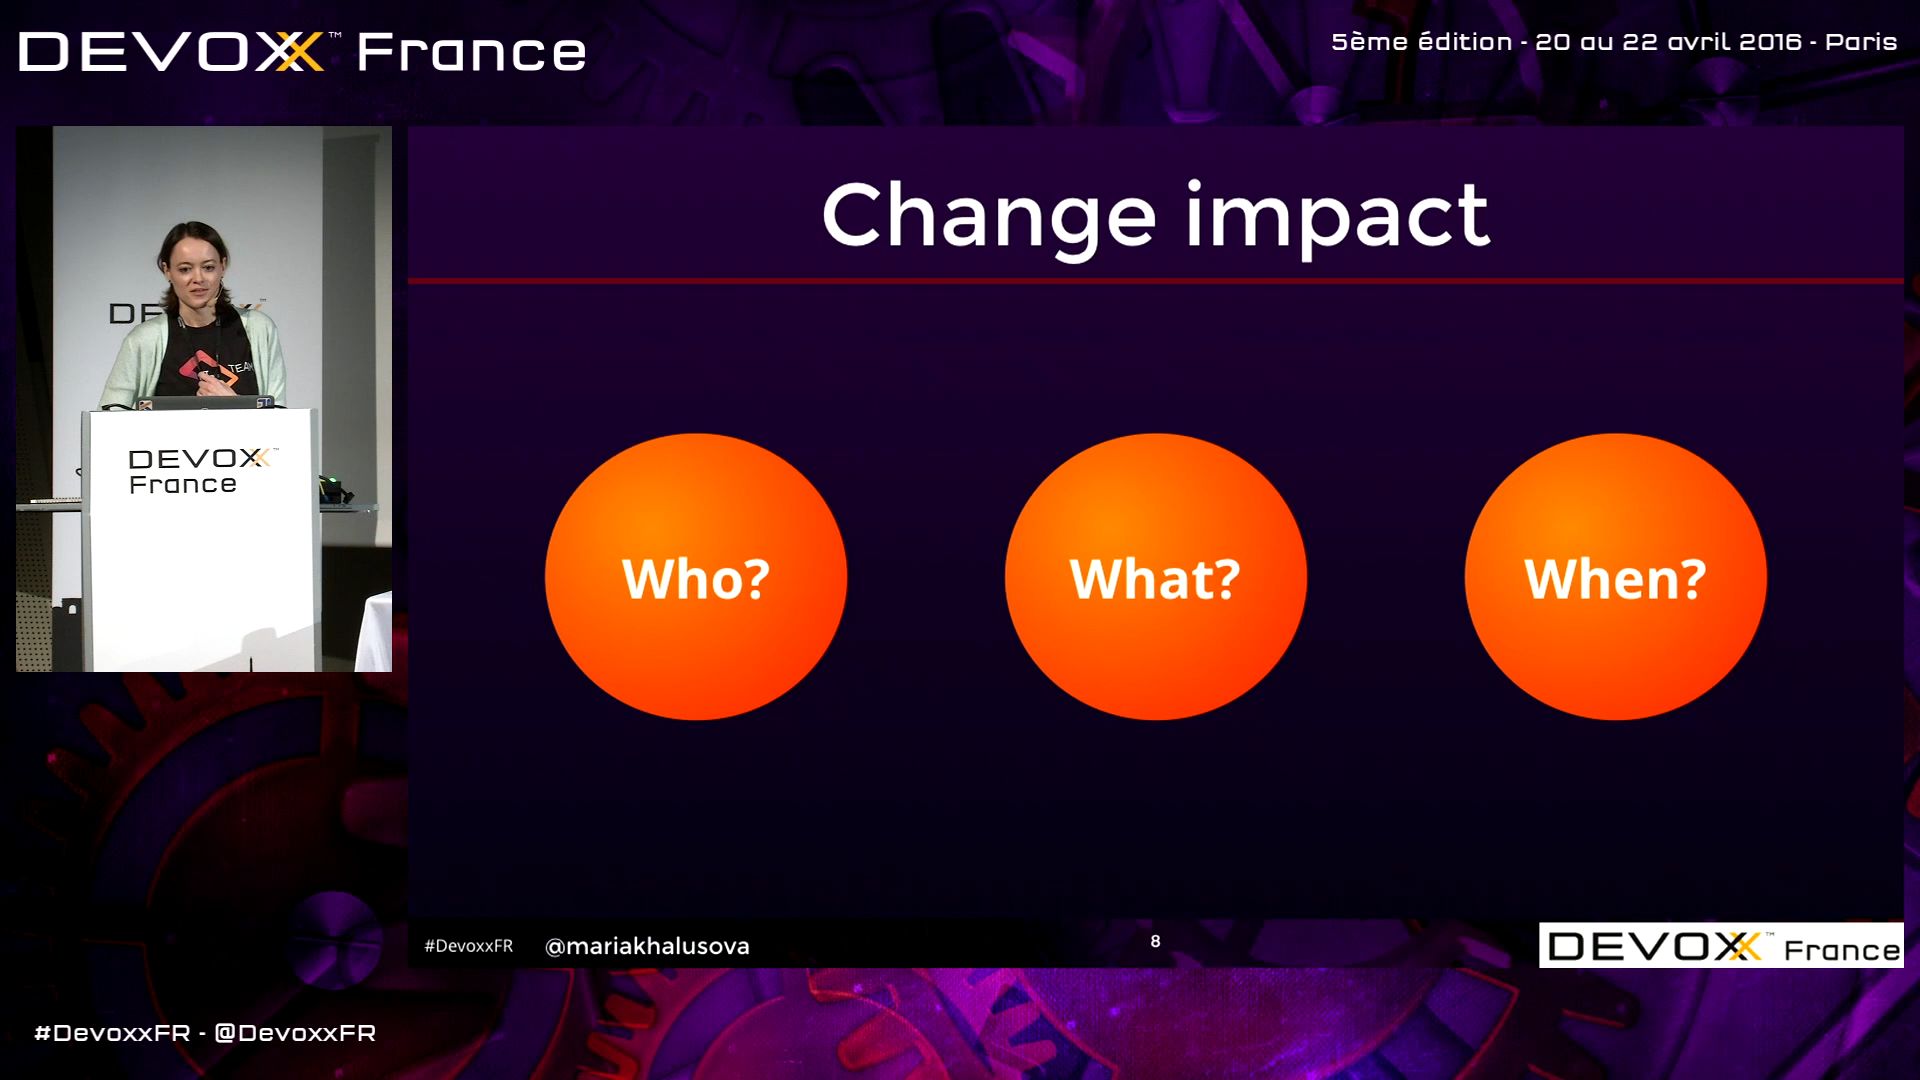 DEVOXX™ France
5ème édition - 20 au 22 avril 2016 - Paris
Change impact
Who?
What?
When?
TEAM
DEVOXX™
France
#DevoxxFR
@mariakhalusova
8
DEVOXX™ France
#DevoxxFR - @DevoxxFR